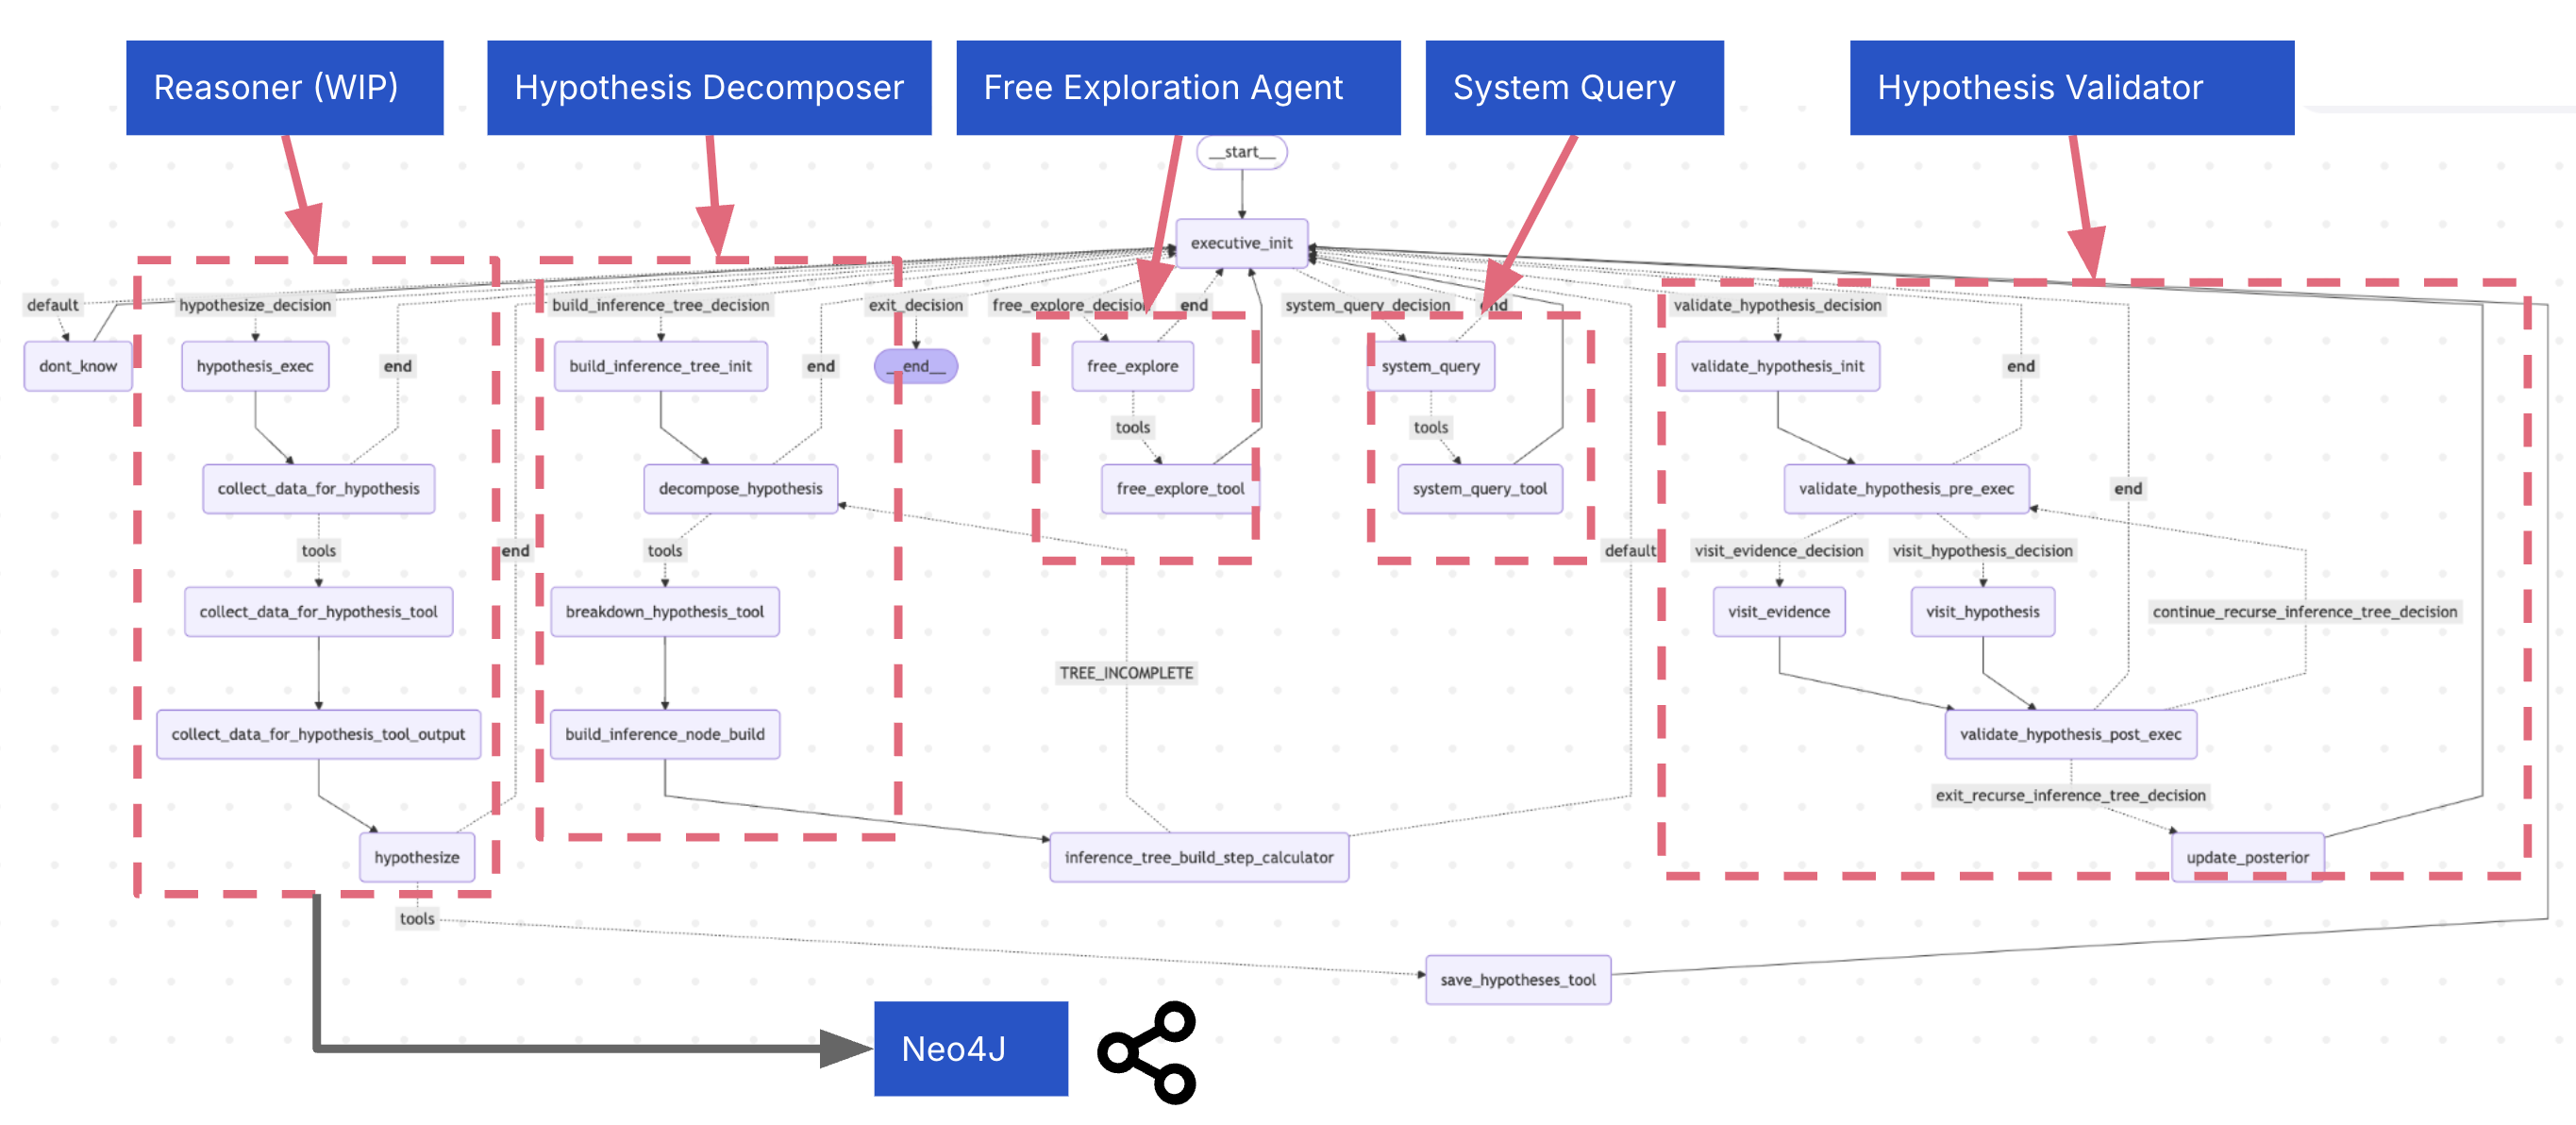 Reasoner (WIP)
Hypothesis Decomposer
Free Exploration Agent
System Query
Hypothesis Validator
__start__
executive_init
default
hypothesize_decision
build_inference_tree_decision
exit_decision
free_explore_decision
end
system_query_decision
end
validate_hypothesis_decision
dont_know
hypothesis_exec
end
build_inference_tree_init
end
__end__
free_explore
system_query
validate_hypothesis_init
end
tools
tools
collect_data_for_hypothesis
decompose_hypothesis
free_explore_tool
system_query_tool
validate_hypothesis_pre_exec
end
tools
end
tools
default
visit_evidence_decision
visit_hypothesis_decision
collect_data_for_hypothesis_tool
breakdown_hypothesis_tool
visit_evidence
visit_hypothesis
continue_recurse_inference_tree_decision
TREE_INCOMPLETE
collect_data_for_hypothesis_tool_output
build_inference_node_build
validate_hypothesis_post_exec
exit_recurse_inference_tree_decision
hypothesize
inference_tree_build_step_calculator
update_posterior
tools
save_hypotheses_tool
Neo4J